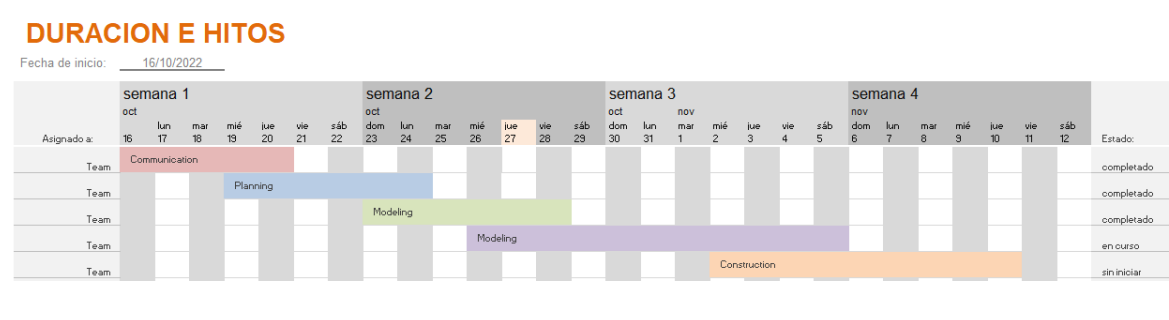 DURACION E HITOS
Fecha de inicio: 16/10/2022
semana 1 semana 2 semana 3 semana 4
oct oct oct nov nov
lun mar mié jue vie sáb dom lun mar mié jue vie sáb dom lun mar mié jue vie sáb dom lun mar mié jue vie sáb
Asignado a: 16 17 18 19 20 21 22 23 24 25 26 27 28 29 30 31 1 2 3 4 5 6 7 8 9 10 11 12 Estado:
Team Communication completado
Team Planning completado
Team Modeling completado
Team Modeling en curso
Team Construction sin iniciar